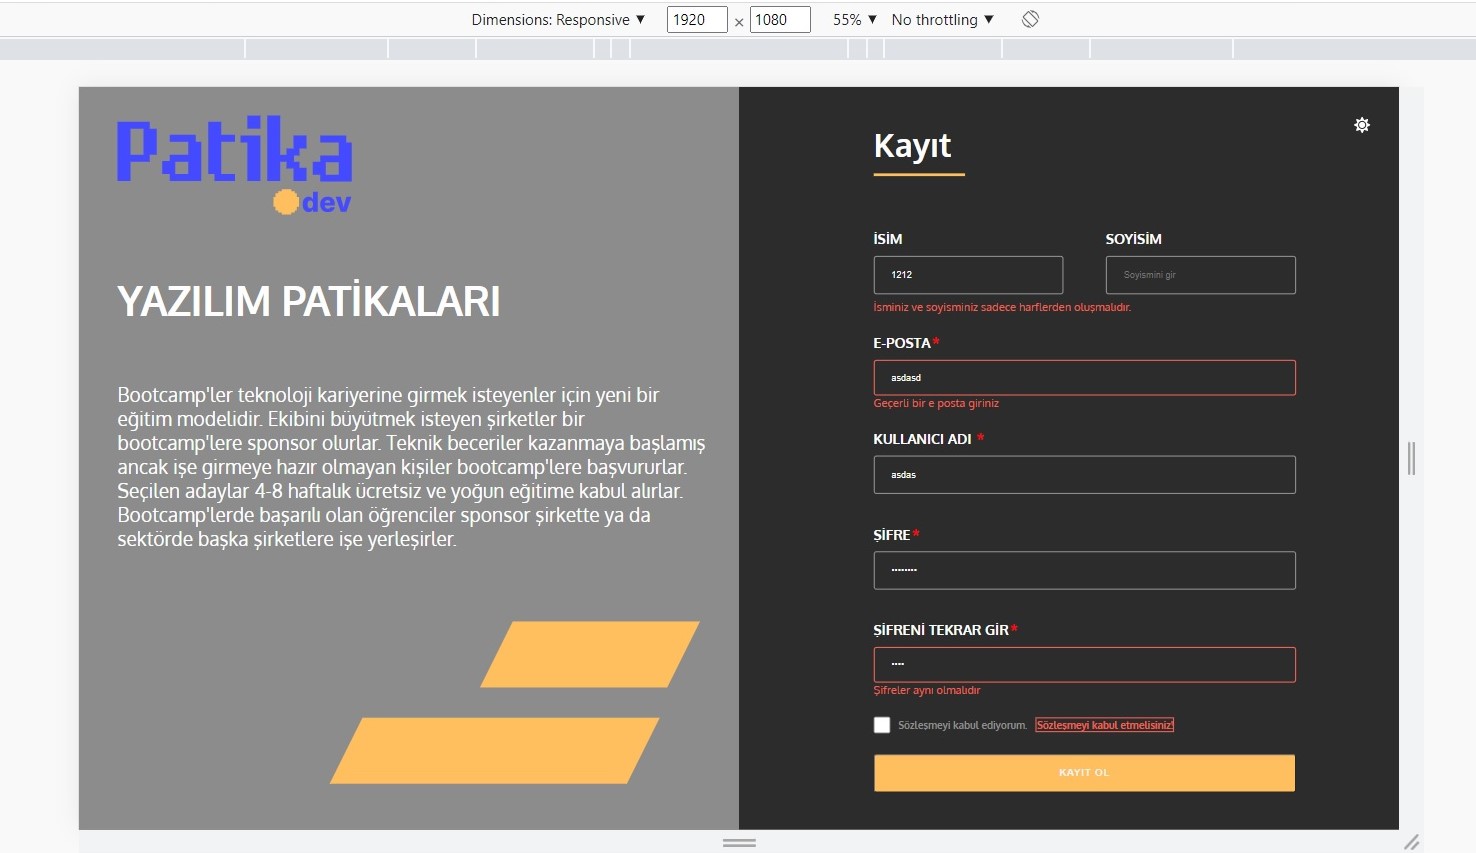 Dimensions: Responsive ▼ 1920 × 1080 55% ▼ No throttling ▼
Patika
dev
YAZILIM PATİKALARI
Bootcamp'ler teknoloji kariyerine girmek isteyenler için yeni bir
eğitim modelidir. Ekibini büyütmek isteyen şirketler bir
bootcamp'lere sponsor olurlar. Teknik beceriler kazanmaya başlamış
ancak işe girmeye hazır olmayan kişiler bootcamp'lere başvururlar.
Seçilen adaylar 4-8 haftalık ücretsiz ve yoğun eğitime kabul alırlar.
Bootcamp'lerde başarılı olan öğrenciler sponsor şirkette ya da
sektörde başka şirketlere işe yerleşirler.
Kayıt
İSİM SOYİSİM
1212 Soyismini gir
İsminiz ve soyisminiz sadece harflerden oluşmalıdır.
E-POSTA*
asdasd
Geçerli bir e posta giriniz
KULLANICI ADI *
asdas
ŞİFRE*
••••••••
ŞİFRENİ TEKRAR GİR*
••••
Şifreler aynı olmalıdır
Sözleşmeyi kabul ediyorum. Sözleşmeyi kabul etmelisiniz!
KAYIT OL